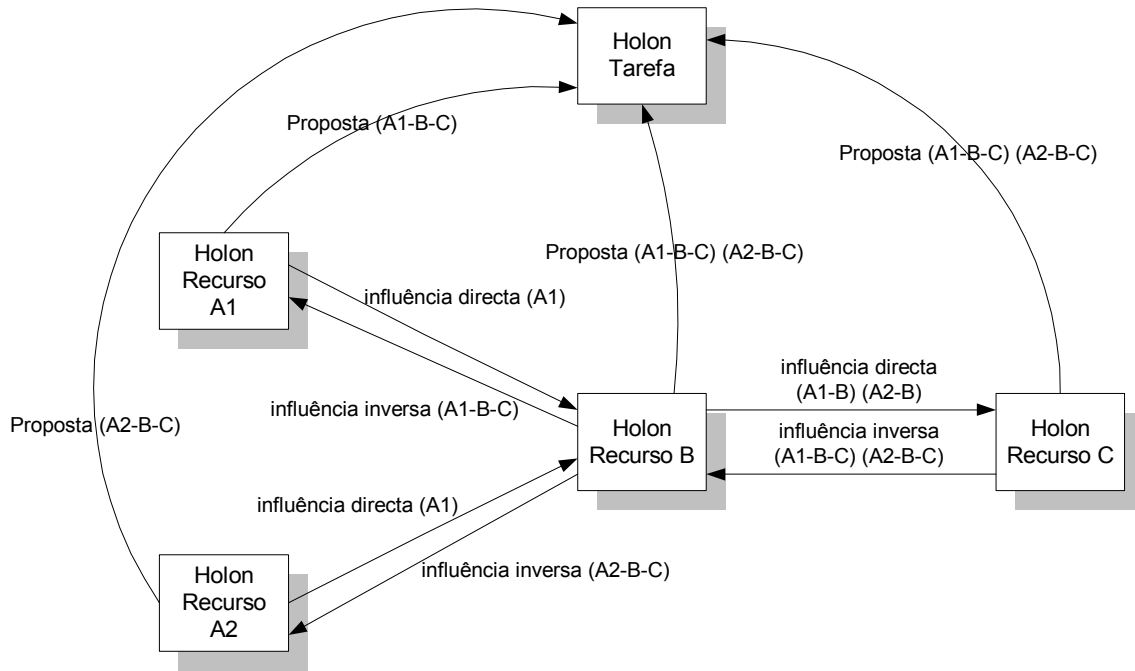 Holon
Tarefa
Proposta (A1-B-C)
Proposta (A1-B-C) (A2-B-C)
Holon
Recurso
A1
Proposta (A1-B-C) (A2-B-C)
influência directa (A1)
influência directa
(A1-B) (A2-B)
influência inversa (A1-B-C)
Proposta (A2-B-C)
Holon
Recurso B
influência inversa
(A1-B-C) (A2-B-C)
Holon
Recurso C
influência directa (A1)
influência inversa (A2-B-C)
Holon
Recurso
A2